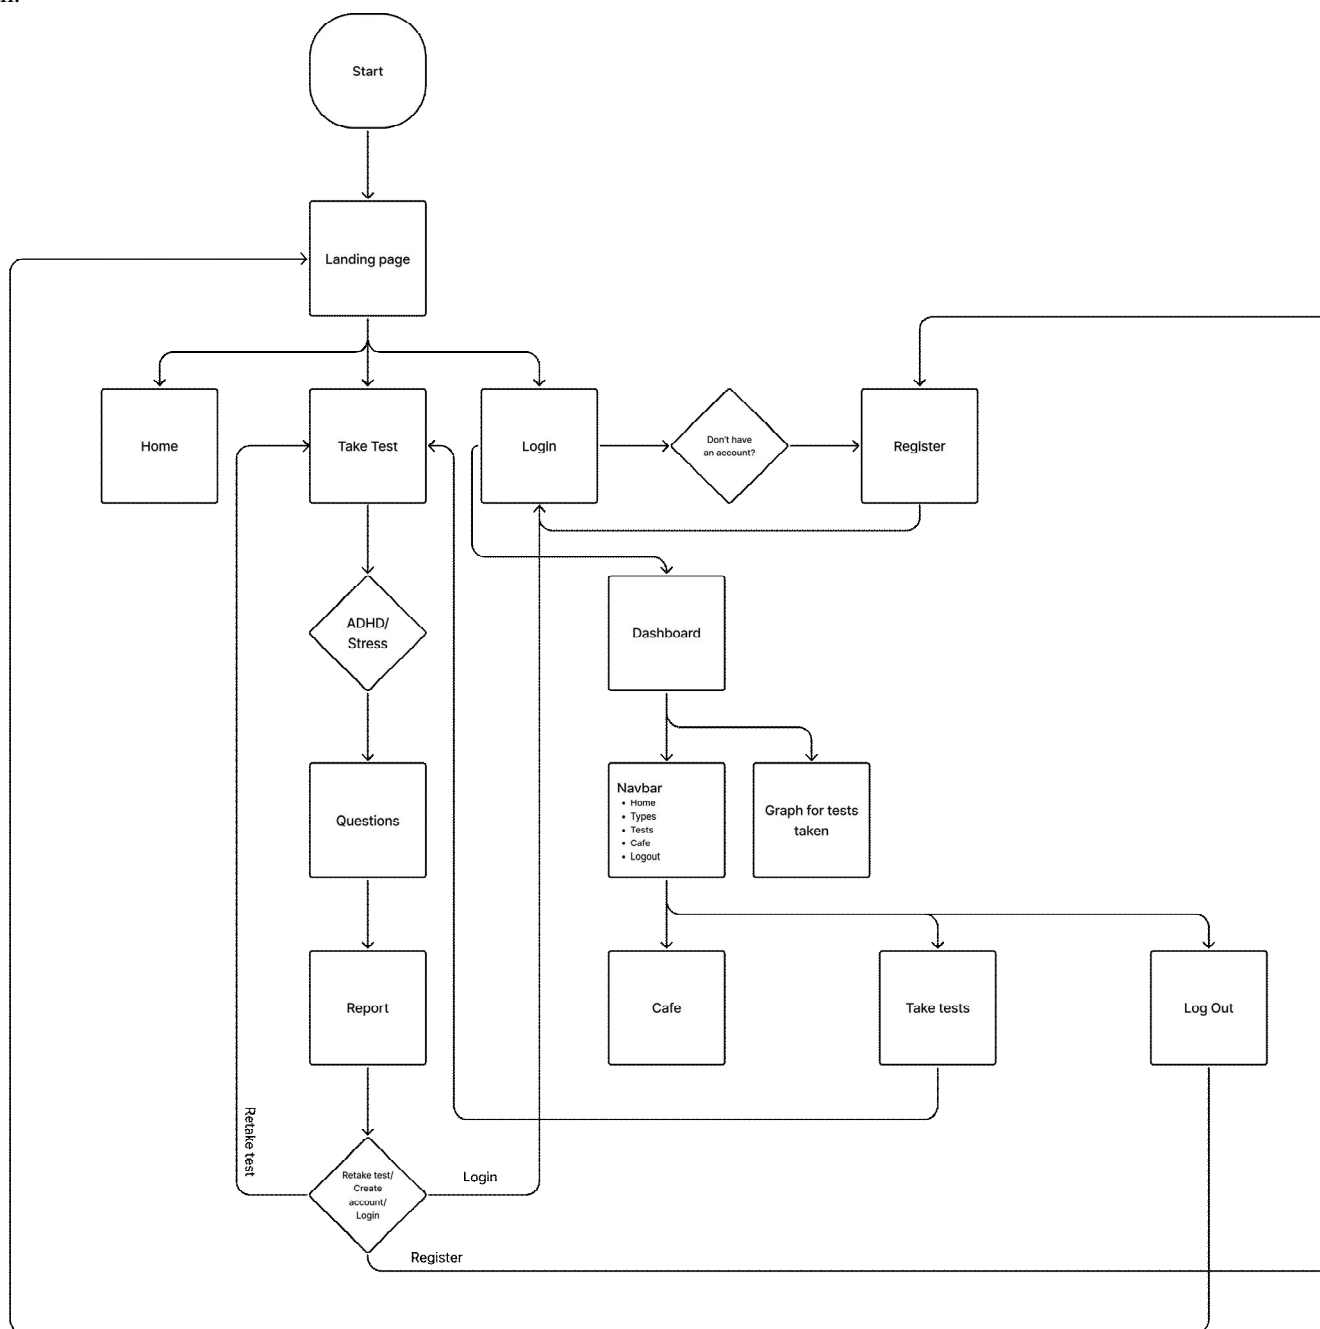 Start
Landing page
Home
Take Test
Login
Don't have
an account?
Register
ADHD/
Stress
Dashboard
Questions
Navbar
• Home
• Types
• Tests
• Cafe
• Logout
Graph for tests
taken
Report
Cafe
Take tests
Log Out
Retake test
Retake test/
Create
account/
Login
Login
Register